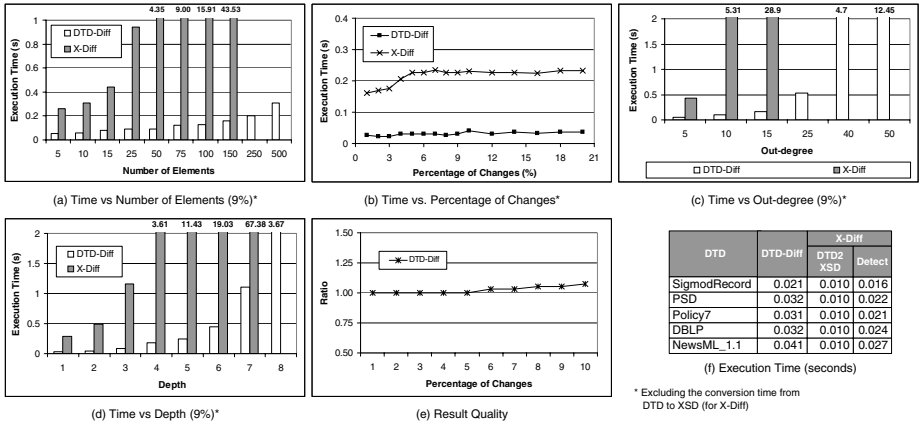 4.35 9.00 15.91 43.53
1
0.8
0.6
0.4
0.2
0
Execution Time (s)
DTD-Diff
X-Diff
5 10 15 25 50 75 100 150 250 500
Number of Elements
(a) Time vs Number of Elements (9%)*
0.4
0.3
0.2
0.1
0
Execution Time (s)
DTD-Diff
X-Diff
0 3 6 9 12 15 18 21
Percentage of Changes (%)
(b) Time vs. Percentage of Changes*
5.31 28.9 4.7 12.45
2
1.5
1
0.5
0
Execution Time (s)
5 10 15 25 40 50
Out-degree
DTD-Diff X-Diff
(c) Time vs Out-degree (9%)*
3.61 11.43 19.03 67.38 3.67
2
1.5
1
0.5
0
Execution Time (s)
DTD-Diff
X-Diff
1 2 3 4 5 6 7 8
Depth
(d) Time vs Depth (9%)*
1.50
1.25
1.00
0.75
0.50
Ratio
DTD-Diff
1 2 3 4 5 6 7 8 9 10
Percentage of Changes
(e) Result Quality
DTD DTD-Diff X-Diff
DTD2 XSD Detect
SigmodRecord 0.021 0.010 0.016
PSD 0.032 0.010 0.022
Policy7 0.031 0.010 0.021
DBLP 0.032 0.010 0.024
NewsML_1.1 0.041 0.010 0.027
(f) Execution Time (seconds)
* Excluding the conversion time from
DTD to XSD (for X-Diff)